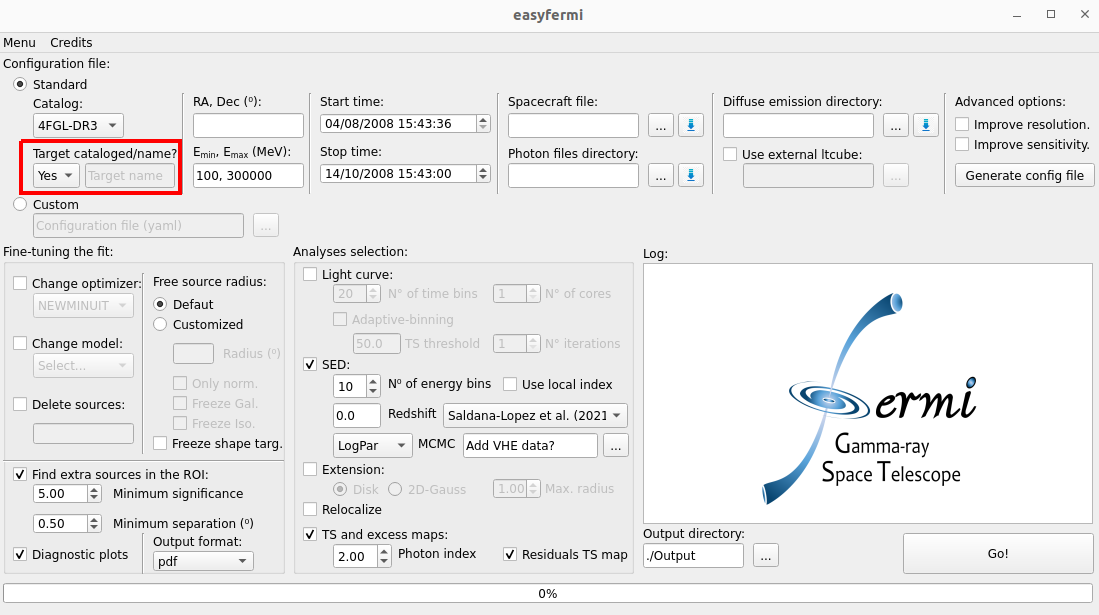 easyfermi
Menu Credits
Configuration file:
Standard
Catalog:
4FGL-DR3
Target cataloged/name?
Yes Target name
RA, Dec (⁰):
Emin, Emax (MeV):
100, 300000
Start time:
04/08/2008 15:43:36
Stop time:
14/10/2008 15:43:00
Spacecraft file:
...
Photon files directory:
...
Diffuse emission directory:
...
Use external ltcube:
...
Advanced options:
Improve resolution.
Improve sensitivity.
Generate config file
Custom
Configuration file (yaml) ...
Fine-tuning the fit:
Change optimizer:
NEWMINUIT
Change model:
Select...
Delete sources:
Free source radius:
Defaut
Customized
Radius (⁰)
Only norm.
Freeze Gal.
Freeze Iso.
Freeze shape targ.
Find extra sources in the ROI:
5.00 Minimum significance
0.50 Minimum separation (⁰)
Diagnostic plots
Output format:
pdf
Analyses selection:
Light curve:
20 N° of time bins 1 N° of cores
Adaptive-binning
50.0 TS threshold 1 N° iterations
SED:
10 Nº of energy bins Use local index
0.0 Redshift Saldana-Lopez et al. (2021
LogPar MCMC Add VHE data? ...
Extension:
Disk 2D-Gauss 1.00 Max. radius
Relocalize
TS and excess maps:
2.00 Photon index Residuals TS map
Log:
Fermi
Gamma-ray
Space Telescope
Output directory:
./Output ...
Go!
0%